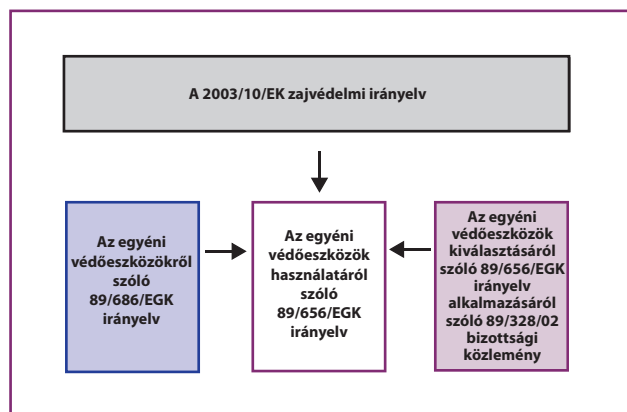 A 2003/10/EK zajvédelmi irányelv
Az egyéni
védőeszközökről
szóló
89/686/EGK
irányelv
Az egyéni
védőeszközök
használatáról
szóló
89/656/EGK
irányelv
Az egyéni
védőeszközök
kiválasztásáról
szóló 89/656/EGK
irányelv
alkalmazásáról
szóló 89/328/02
bizottsági
közlemény